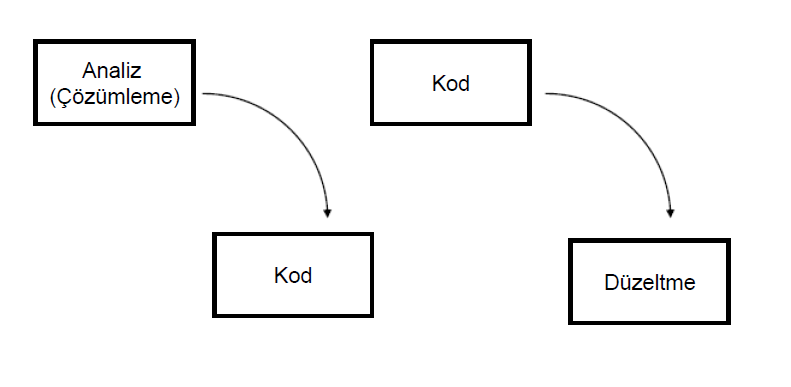 Analiz
(Çözümleme)
Kod
Kod
Düzeltme